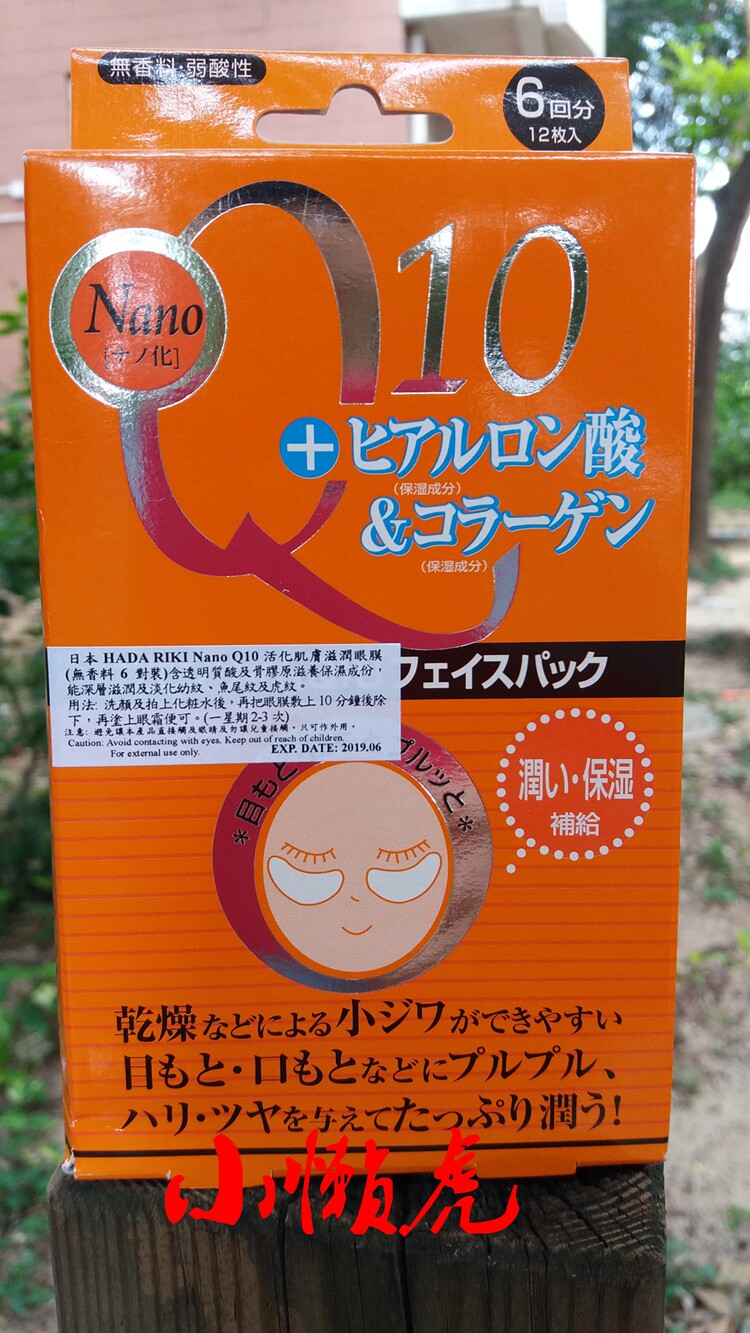 無香料・弱酸性
6回分
12枚入
Q10
Nano
[ナノ化]
+ヒアルロン酸
(保湿成分)
&コラーゲン
(保湿成分)
フェイスパック
日本 HADA RIKI Nano Q10 活化肌膚滋潤眼膜
(無香料 6 對裝)含透明質酸及骨膠原滋養保濕成份,
能深層滋潤及淡化幼紋、魚尾紋及虎紋。
用法: 洗顏及拍上化粧水後, 再把眼膜敷上 10 分鐘後除
下, 再塗上眼霜便可。(一星期 2-3 次)
注意: 避免讓本產品直接觸及眼睛及勿讓兒童接觸, 只可作外用。
Caution: Avoid contacting with eyes. Keep out of reach of children.
For external use only.
EXP. DATE: 2019.06
*目もと
プルッと*
潤い・保湿
補給
乾燥などによる小ジワができやすい
目もと・口もとなどにプルプル、
ハリ・ツヤを与えてたっぷり潤う!
小懶虎